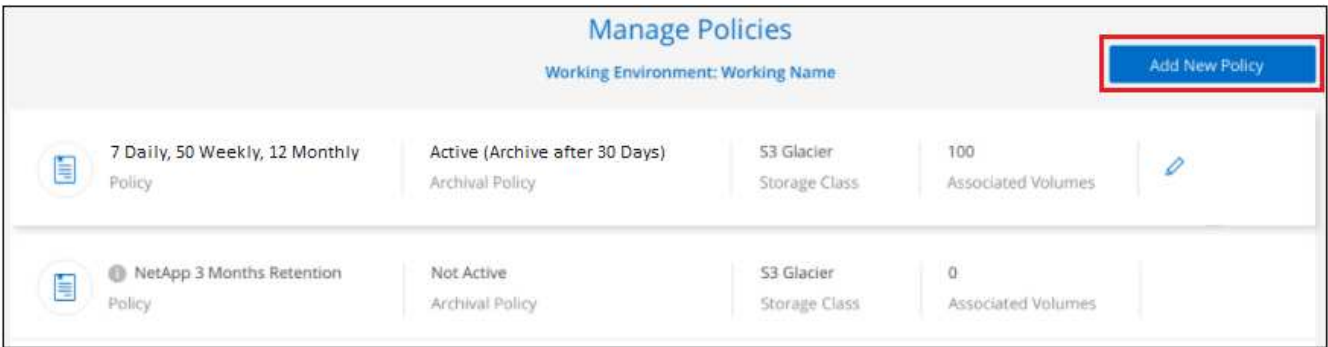 Manage Policies
Working Environment: Working Name
Add New Policy
7 Daily, 50 Weekly, 12 Monthly
Policy
Active (Archive after 30 Days)
Archival Policy
S3 Glacier
Storage Class
100
Associated Volumes
NetApp 3 Months Retention
Policy
Not Active
Archival Policy
S3 Glacier
Storage Class
0
Associated Volumes